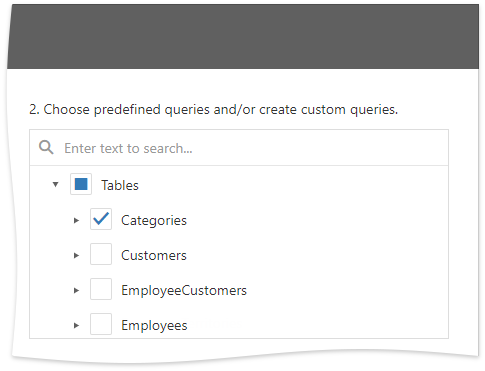 2. Choose predefined queries and/or create custom queries.
Enter text to search...
Tables
Categories
Customers
EmployeeCustomers
Employees